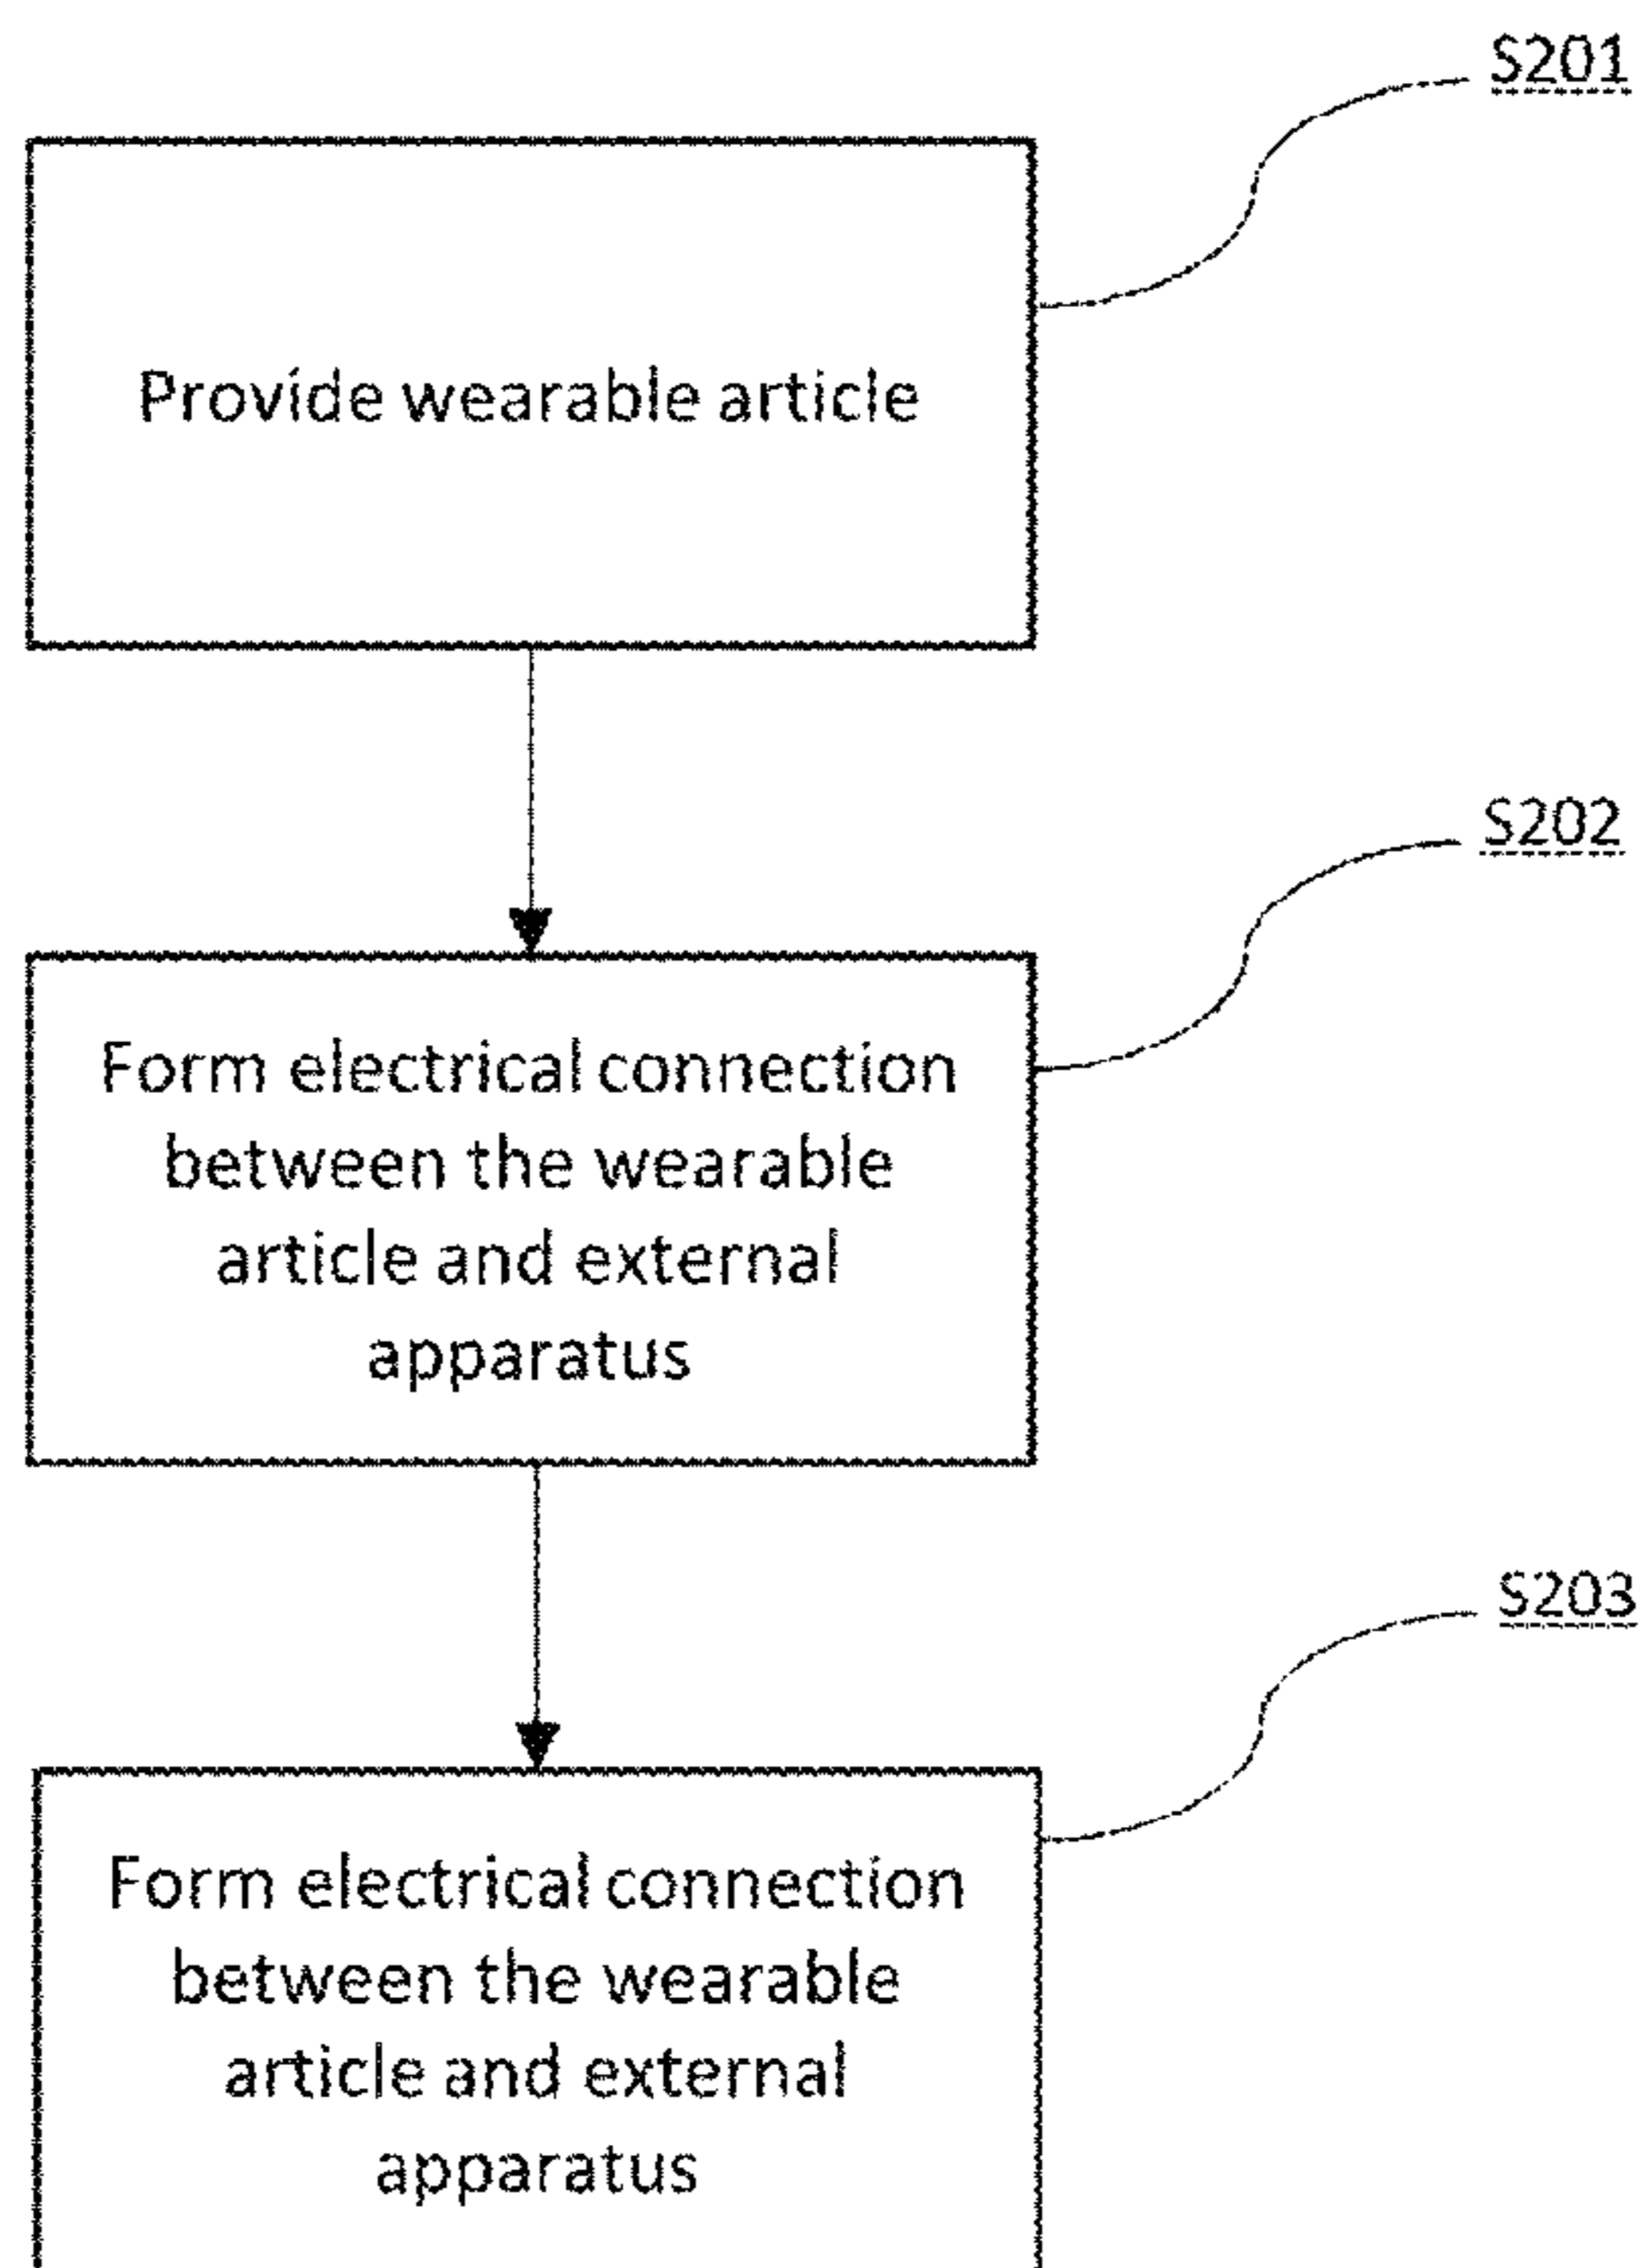 S201
Provide wearable article
S202
Form electrical connection
between the wearable
article and external
apparatus
S203
Form electrical connection
between the wearable
article and external
apparatus